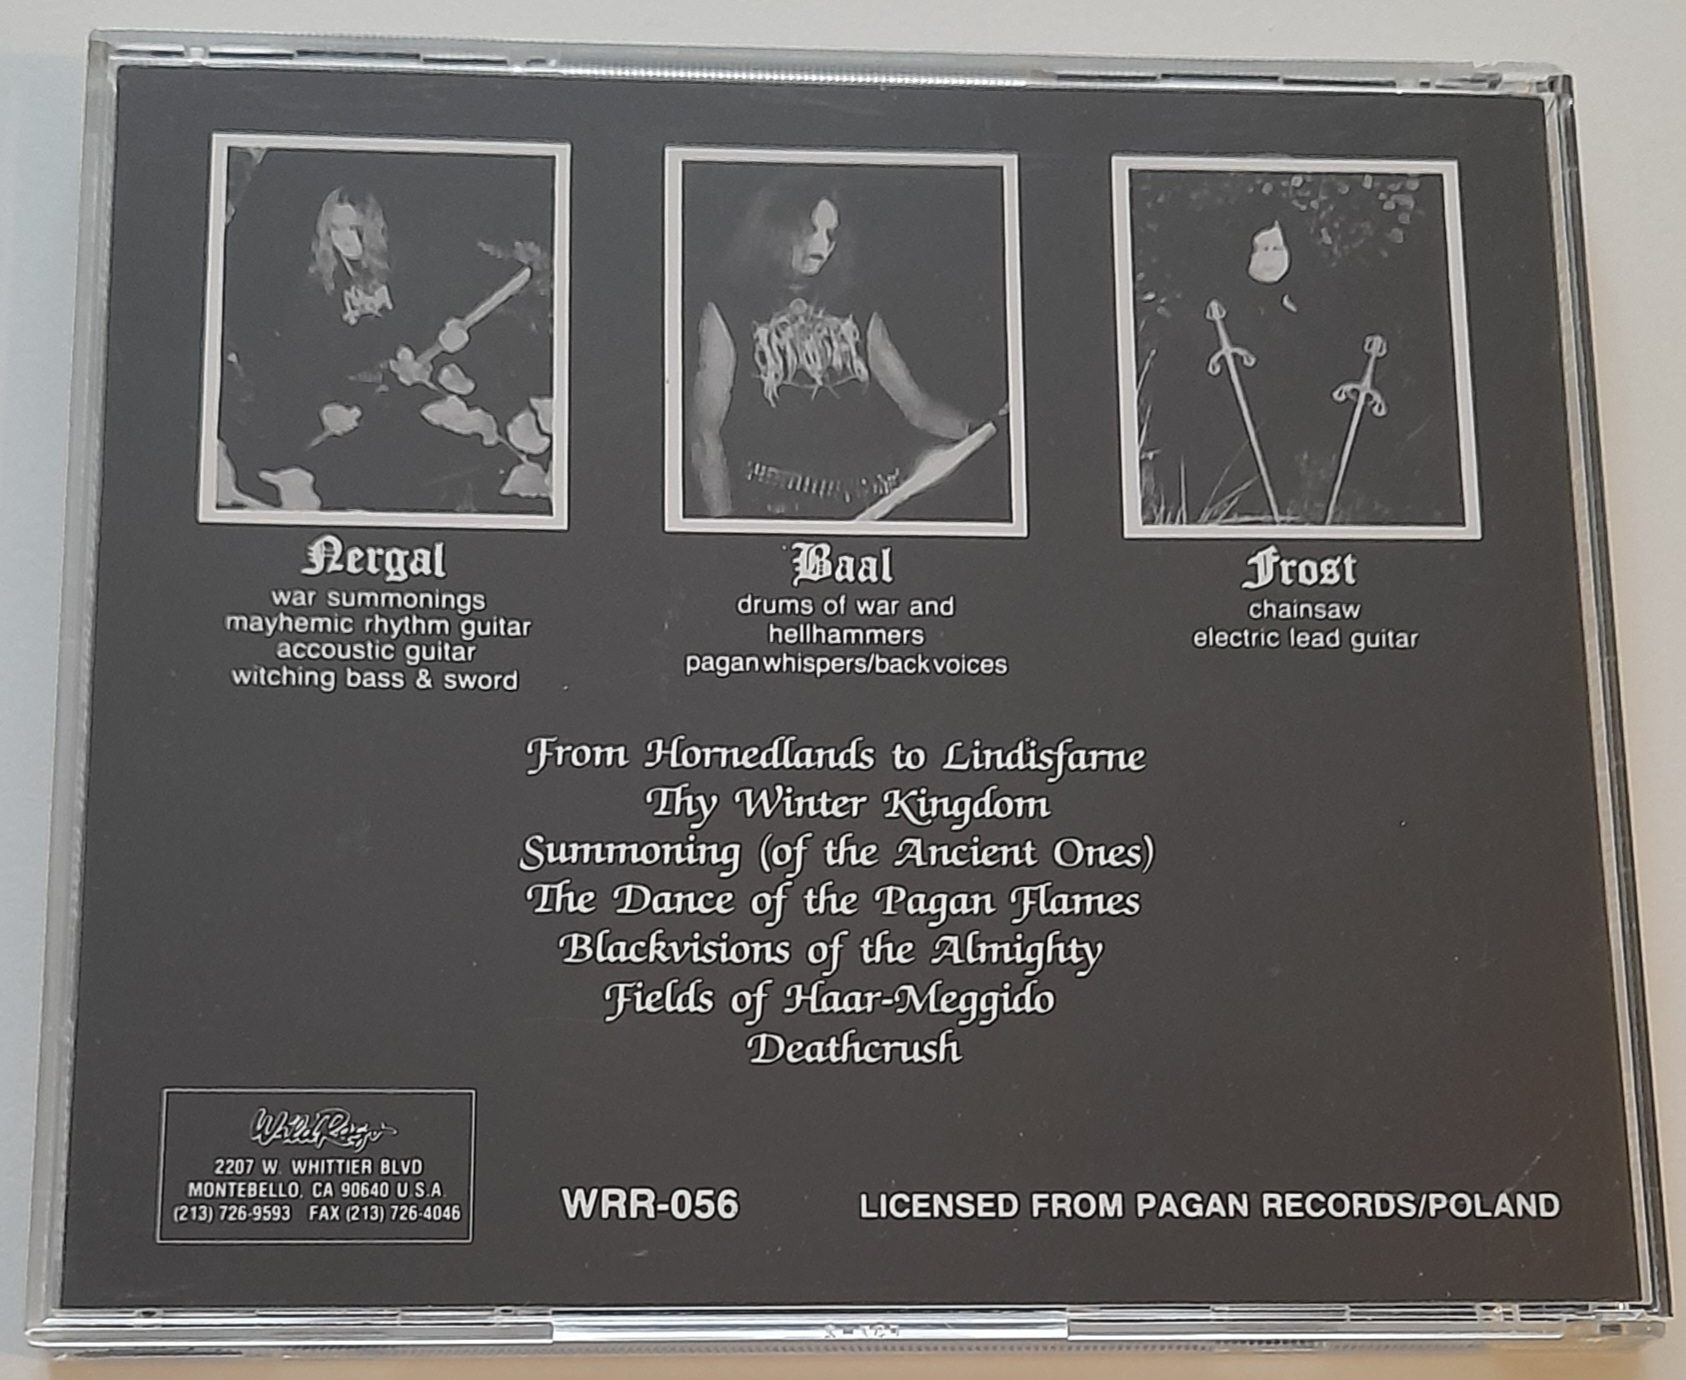 Nergal
war summonings
mayhemic rhythm guitar
accoustic guitar
witching bass & sword
Baal
drums of war and
hellhammers
pagan whispers/back voices
Frost
chainsaw
electric lead guitar
From Hornedlands to Lindisfarne
Thy Winter Kingdom
Summoning (of the Ancient Ones)
The Dance of the Pagan Flames
Blackvisions of the Almighty
Fields of Haar-Meggido
Deathcrush
Wild Rags
2207 W. WHITTIER BLVD
MONTEBELLO, CA 90640 U.S.A.
(213) 726-9593 FAX (213) 726-4046
WRR-056
LICENSED FROM PAGAN RECORDS/POLAND